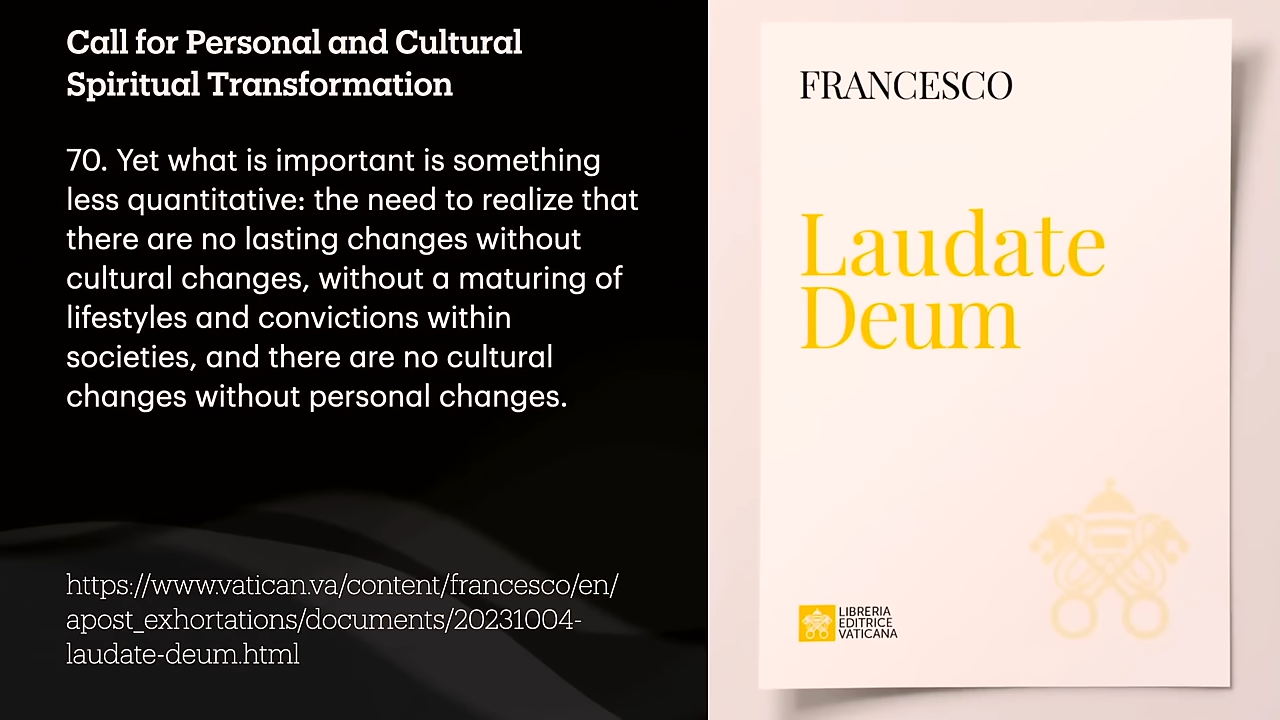 Call for Personal and Cultural
Spiritual Transformation
70. Yet what is important is something
less quantitative: the need to realize that
there are no lasting changes without
cultural changes, without a maturing of
lifestyles and convictions within
societies, and there are no cultural
changes without personal changes.
https://www.vatican.va/content/francesco/en/
apost_exhortations/documents/20231004-
laudate-deum.html
FRANCESCO
Laudate
Deum
LIBRERIA
EDITRICE
VATICANA